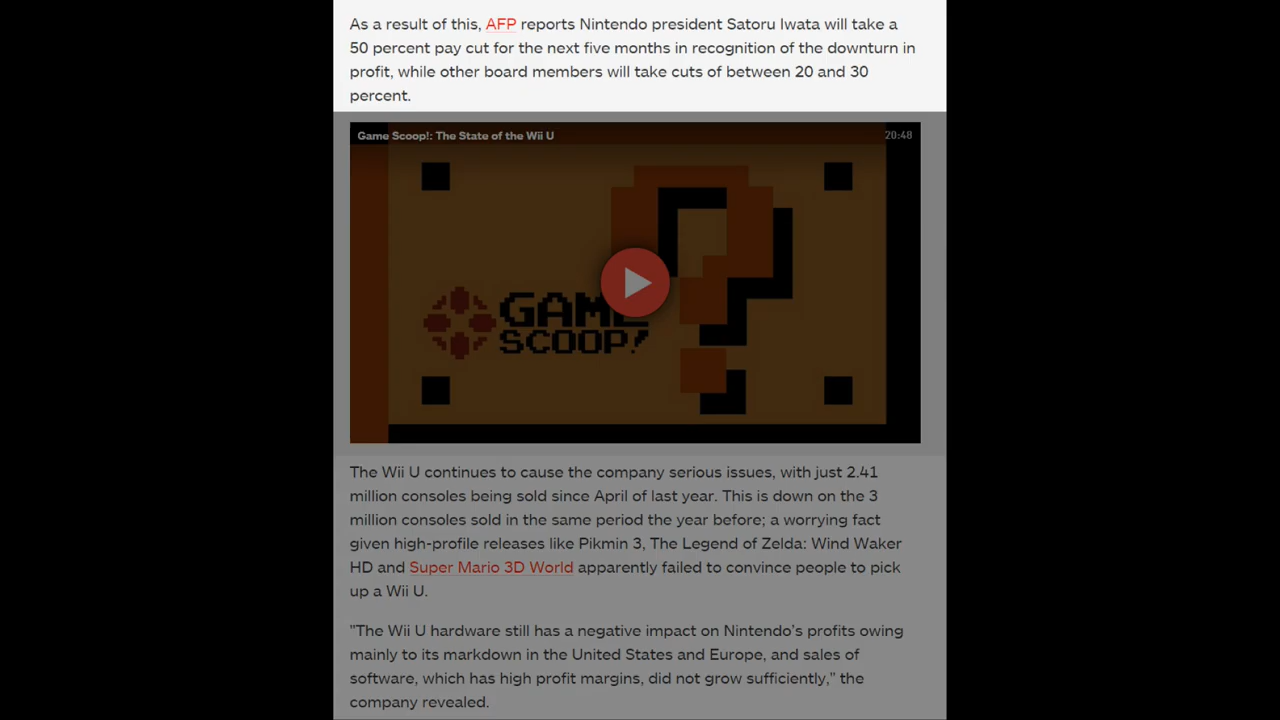 As a result of this, AFP reports Nintendo president Satoru Iwata will take a
50 percent pay cut for the next five months in recognition of the downturn in
profit, while other board members will take cuts of between 20 and 30
percent.
Game Scoop!: The State of the Wii U 20:48
GAME
SCOOP!
The Wii U continues to cause the company serious issues, with just 2.41
million consoles being sold since April of last year. This is down on the 3
million consoles sold in the same period the year before; a worrying fact
given high-profile releases like Pikmin 3, The Legend of Zelda: Wind Waker
HD and Super Mario 3D World apparently failed to convince people to pick
up a Wii U.
"The Wii U hardware still has a negative impact on Nintendo's profits owing
mainly to its markdown in the United States and Europe, and sales of
software, which has high profit margins, did not grow sufficiently," the
company revealed.